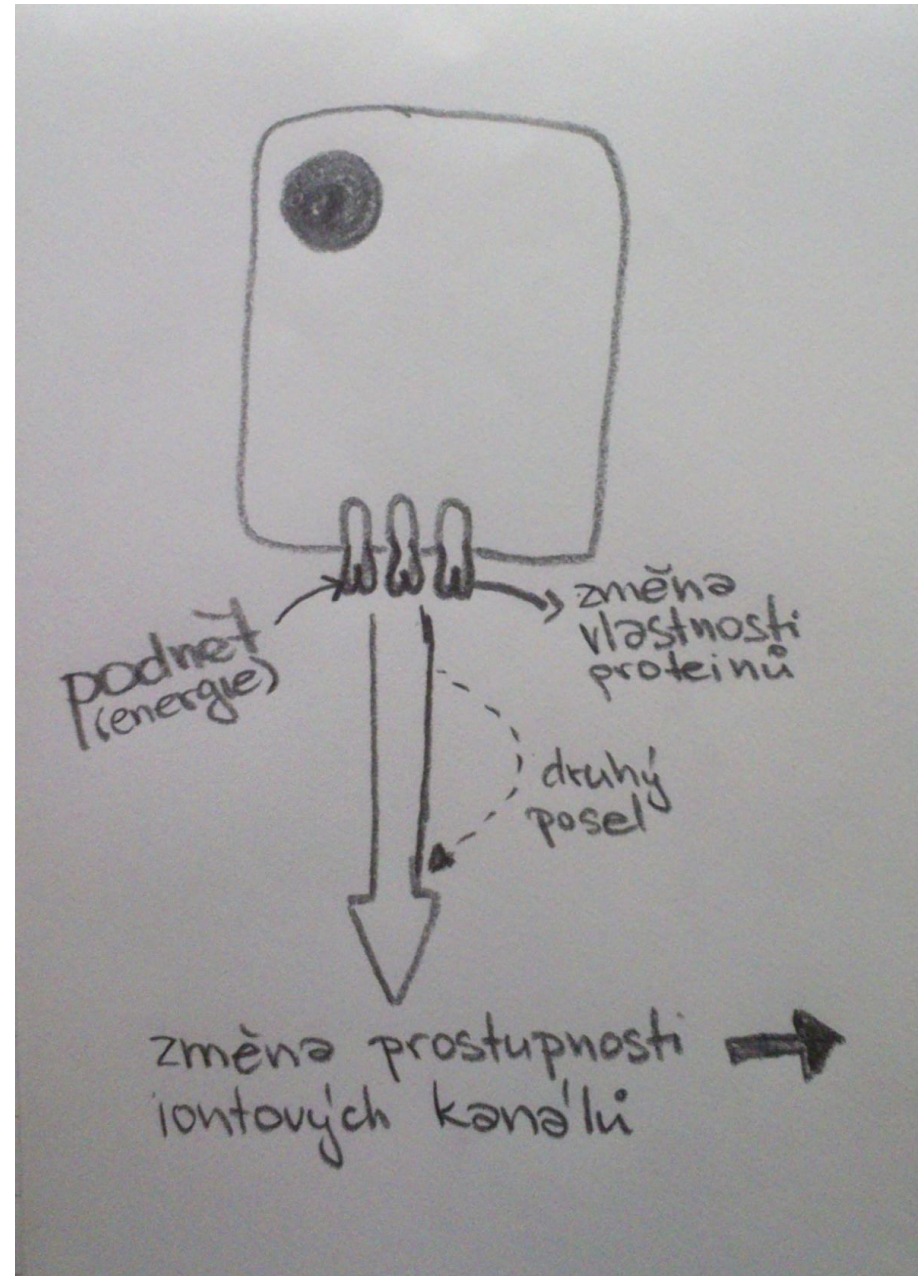 podnět
(energie)
změna
vlastnosti
proteinů
druhý
posel
změna prostupnosti
iontových kanálů